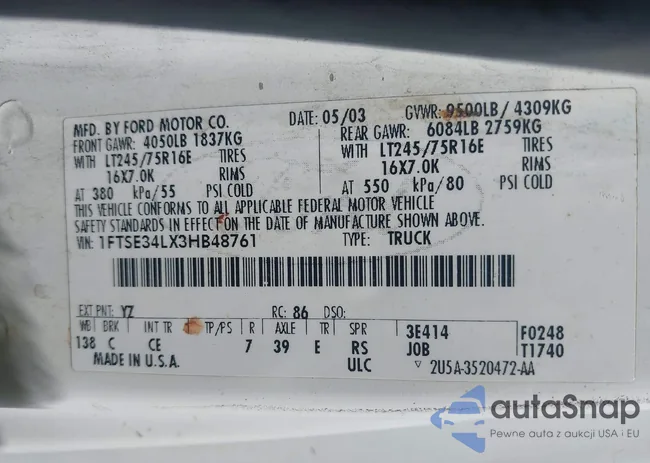 MFD. BY FORD MOTOR CO. DATE: 05/03 GVWR: 9500LB/ 4309KG
FRONT GAWR: 4050LB 1837KG REAR GAWR: 6084LB 2759KG
WITH LT245/75R16E TIRES WITH LT245/75R16E TIRES
16X7.0K RIMS 16X7.0K RIMS
AT 380 kPa/55 PSI COLD AT 550 kPa/80 PSI COLD
THIS VEHICLE CONFORMS TO ALL APPLICABLE FEDERAL MOTOR VEHICLE
SAFETY STANDARDS IN EFFECT ON THE DATE OF MANUFACTURE SHOWN ABOVE.
VIN: 1FTSE34LX3HB48761 TYPE: TRUCK
EXT PNT: YZ RC: 86 DSO:
WB BRK INT TR TP/PS R AXLE TR SPR 3E414 F0248
138 C CE 7 39 E RS JOB T1740
MADE IN U.S.A. ULC ▽ 2U5A-3520472-AA
autaSnap
Pewne auta z aukcji USA i EU